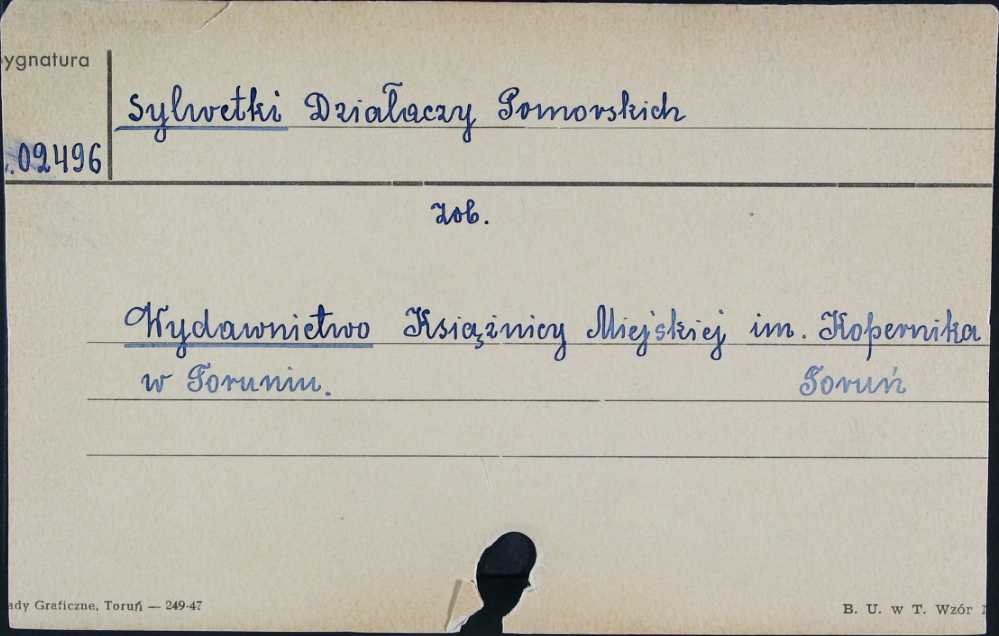 ygnatura
Sylwetki Działaczy Pomorskich
.02496
zob.
Wydawnictwo Książnicy Miejskiej im. Kopernika
w Toruniu. Toruń
ady Graficzne, Toruń — 249-47
B. U. w T. Wzór